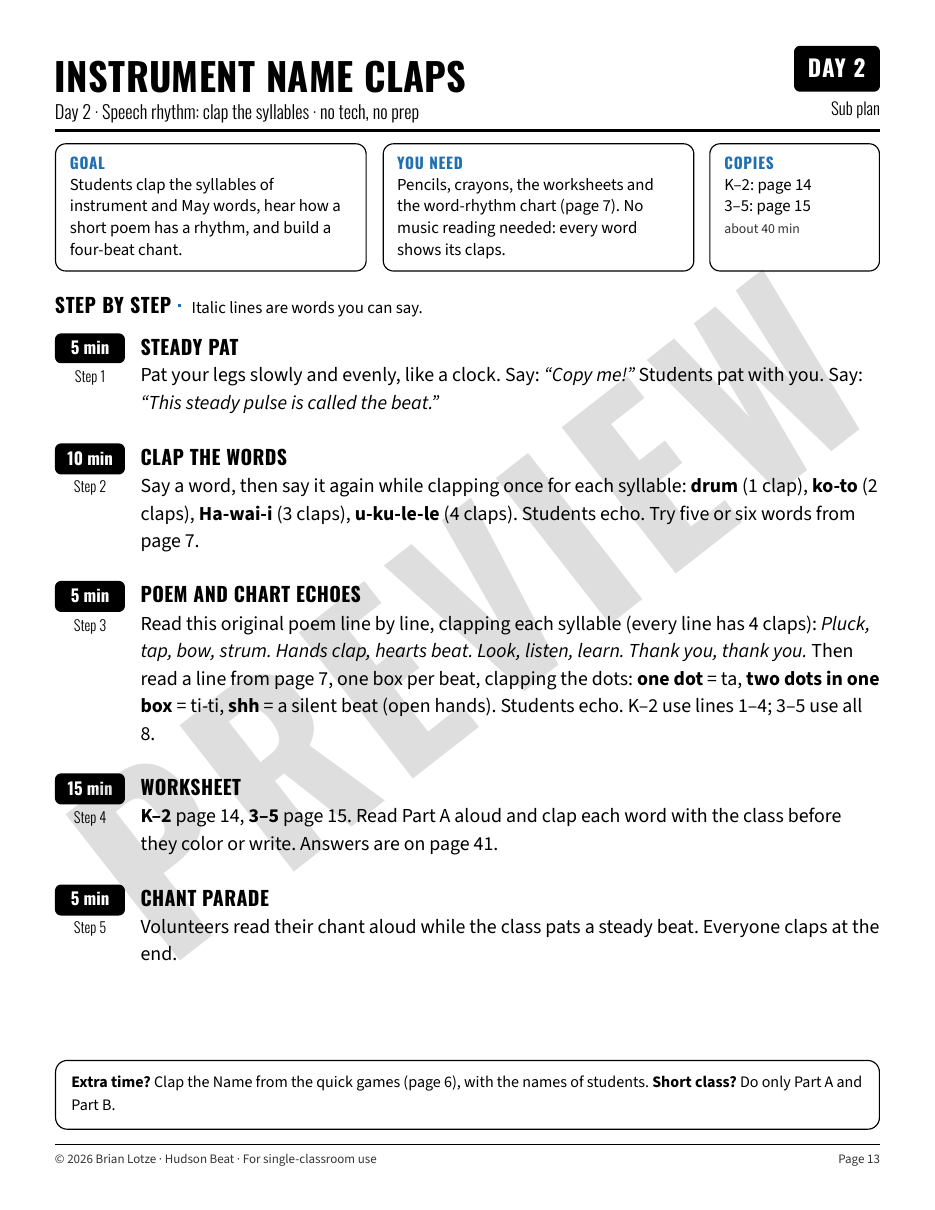 INSTRUMENT NAME CLAPS
DAY 2
Day 2 · Speech rhythm: clap the syllables · no tech, no prep
Sub plan
GOAL
Students clap the syllables of
instrument and May words, hear how a
short poem has a rhythm, and build a
four-beat chant.
YOU NEED
Pencils, crayons, the worksheets and
the word-rhythm chart (page 7). No
music reading needed: every word
shows its claps.
COPIES
K–2: page 14
3–5: page 15
about 40 min
STEP BY STEP · Italic lines are words you can say.
5 min
Step 1
STEADY PAT
Pat your legs slowly and evenly, like a clock. Say: “Copy me!” Students pat with you. Say:
“This steady pulse is called the beat.”
10 min
Step 2
CLAP THE WORDS
Say a word, then say it again while clapping once for each syllable: drum (1 clap), ko-to (2
claps), Ha-wai-i (3 claps), u-ku-le-le (4 claps). Students echo. Try five or six words from
page 7.
5 min
Step 3
POEM AND CHART ECHOES
Read this original poem line by line, clapping each syllable (every line has 4 claps): Pluck,
tap, bow, strum. Hands clap, hearts beat. Look, listen, learn. Thank you, thank you. Then
read a line from page 7, one box per beat, clapping the dots: one dot = ta, two dots in one
box = ti-ti, shh = a silent beat (open hands). Students echo. K–2 use lines 1–4; 3–5 use all
8.
15 min
Step 4
WORKSHEET
K–2 page 14, 3–5 page 15. Read Part A aloud and clap each word with the class before
they color or write. Answers are on page 41.
5 min
Step 5
CHANT PARADE
Volunteers read their chant aloud while the class pats a steady beat. Everyone claps at the
end.
PREVIEW
Extra time? Clap the Name from the quick games (page 6), with the names of students. Short class? Do only Part A and
Part B.
© 2026 Brian Lotze · Hudson Beat · For single-classroom use
Page 13